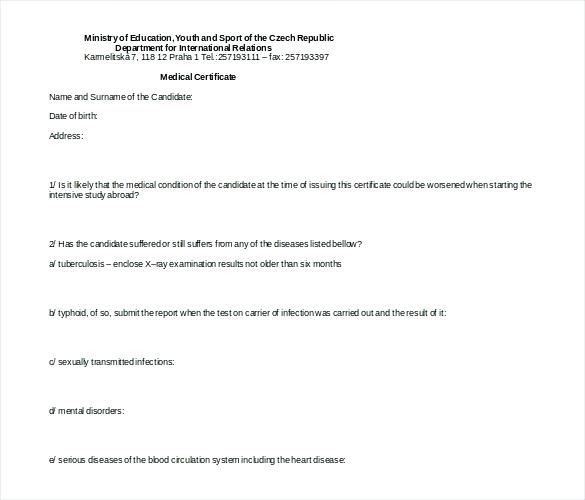 Ministry of Education, Youth and Sport of the Czech Republic
Department for International Relations
Karmelitská 7, 118 12 Praha 1 Tel.:257193111 – fax: 257193397
Medical Certificate
Name and Surname of the Candidate:
Date of birth:
Address:
1/ Is it likely that the medical condition of the candidate at the time of issuing this certificate could be worsened when starting the
intensive study abroad?
2/ Has the candidate suffered or still suffers from any of the diseases listed bellow?
a/ tuberculosis – enclose X–ray examination results not older than six months
b/ typhoid, of so, submit the report when the test on carrier of infection was carried out and the result of it:
c/ sexually transmitted infections:
d/ mental disorders:
e/ serious diseases of the blood circulation system including the heart disease: